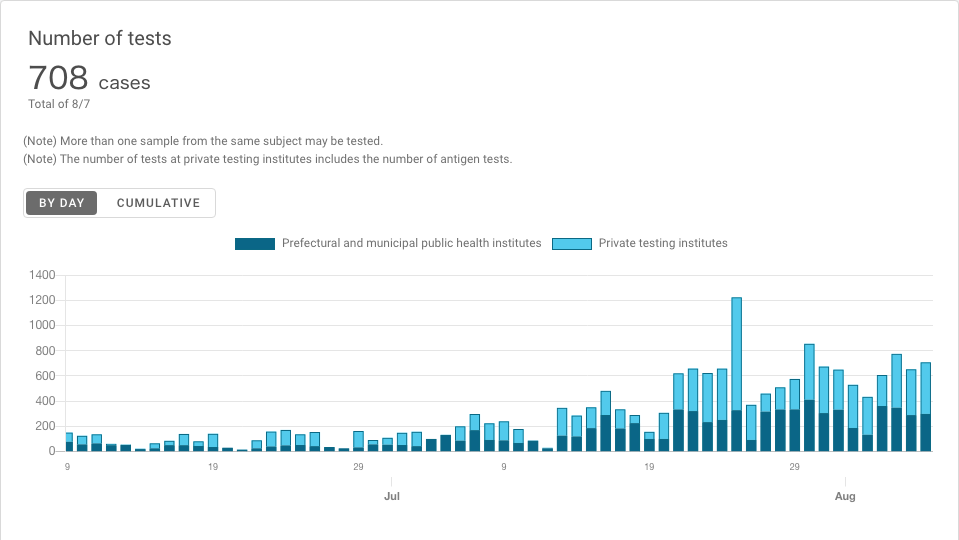 Number of tests
708 cases
Total of 8/7
(Note) More than one sample from the same subject may be tested.
(Note) The number of tests at private testing institutes includes the number of antigen tests.
BY DAY CUMULATIVE
Prefectural and municipal public health institutes Private testing institutes
1400
1200
1000
800
600
400
200
0
9 19 29 9 19 29
Jul Aug